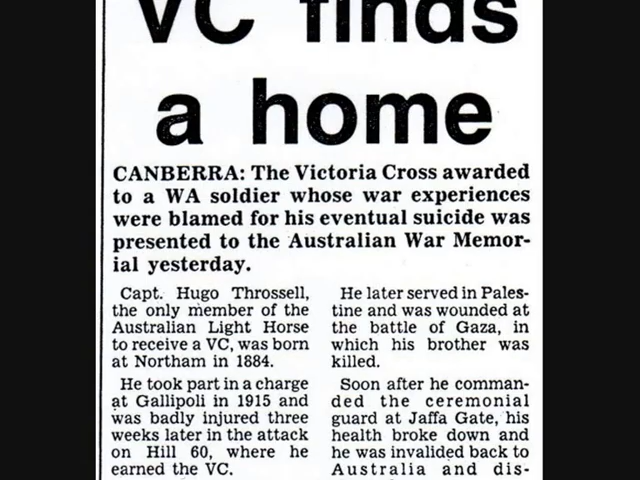 VC finds
a home
CANBERRA: The Victoria Cross awarded
to a WA soldier whose war experiences
were blamed for his eventual suicide was
presented to the Australian War Memor-
ial yesterday.
Capt. Hugo Throssell,
the only member of the
Australian Light Horse
to receive a VC, was born
at Northam in 1884.
He took part in a charge
at Gallipoli in 1915 and
was badly injured three
weeks later in the attack
on Hill 60, where he
earned the VC.
He later served in Pales-
tine and was wounded at
the battle of Gaza, in
which his brother was
killed.
Soon after he comman-
ded the ceremonial
guard at Jaffa Gate, his
health broke down and
he was invalided back to
Australia and dis-